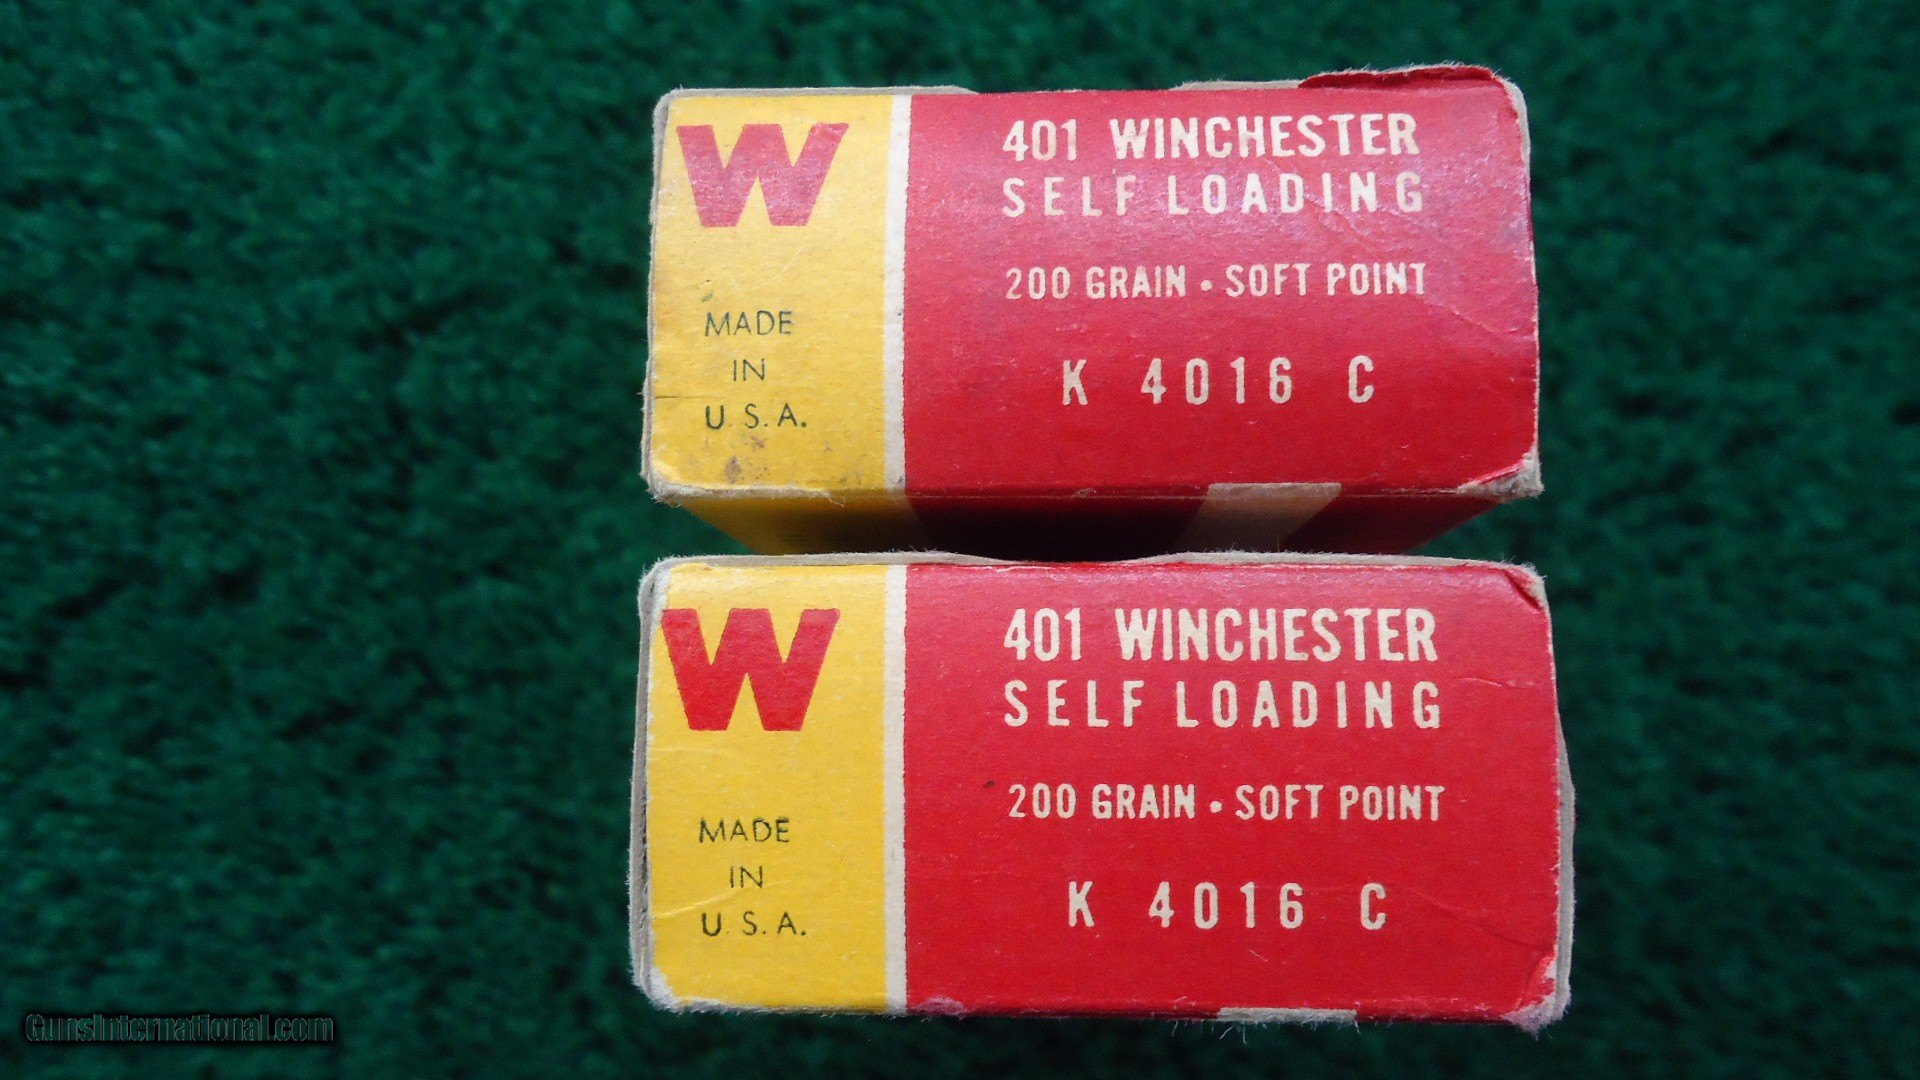 W
401 WINCHESTER
SELF LOADING
200 GRAIN • SOFT POINT
K 4016 C
MADE
IN
U.S.A.
W
401 WINCHESTER
SELF LOADING
200 GRAIN • SOFT POINT
K 4016 C
MADE
IN
U.S.A.
GunsInternational.com